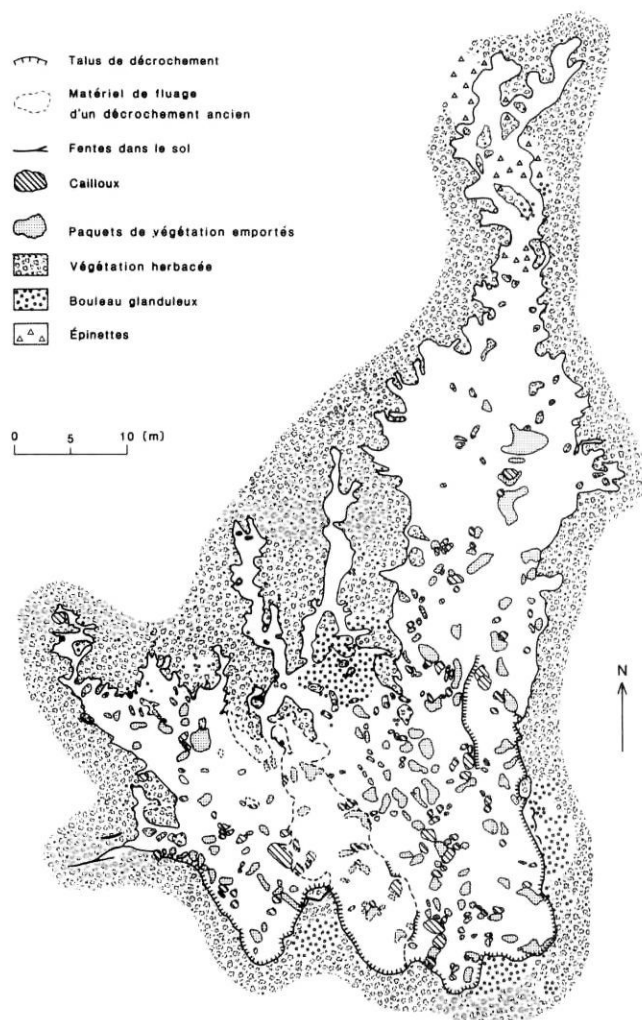 Talus de décrochement
Matériel de fluage
d'un décrochement ancien
Fentes dans le sol
Cailloux
Paquets de végétation emportés
Végétation herbacée
Bouleau glanduleux
Épinettes
0 5 10 (m)
N